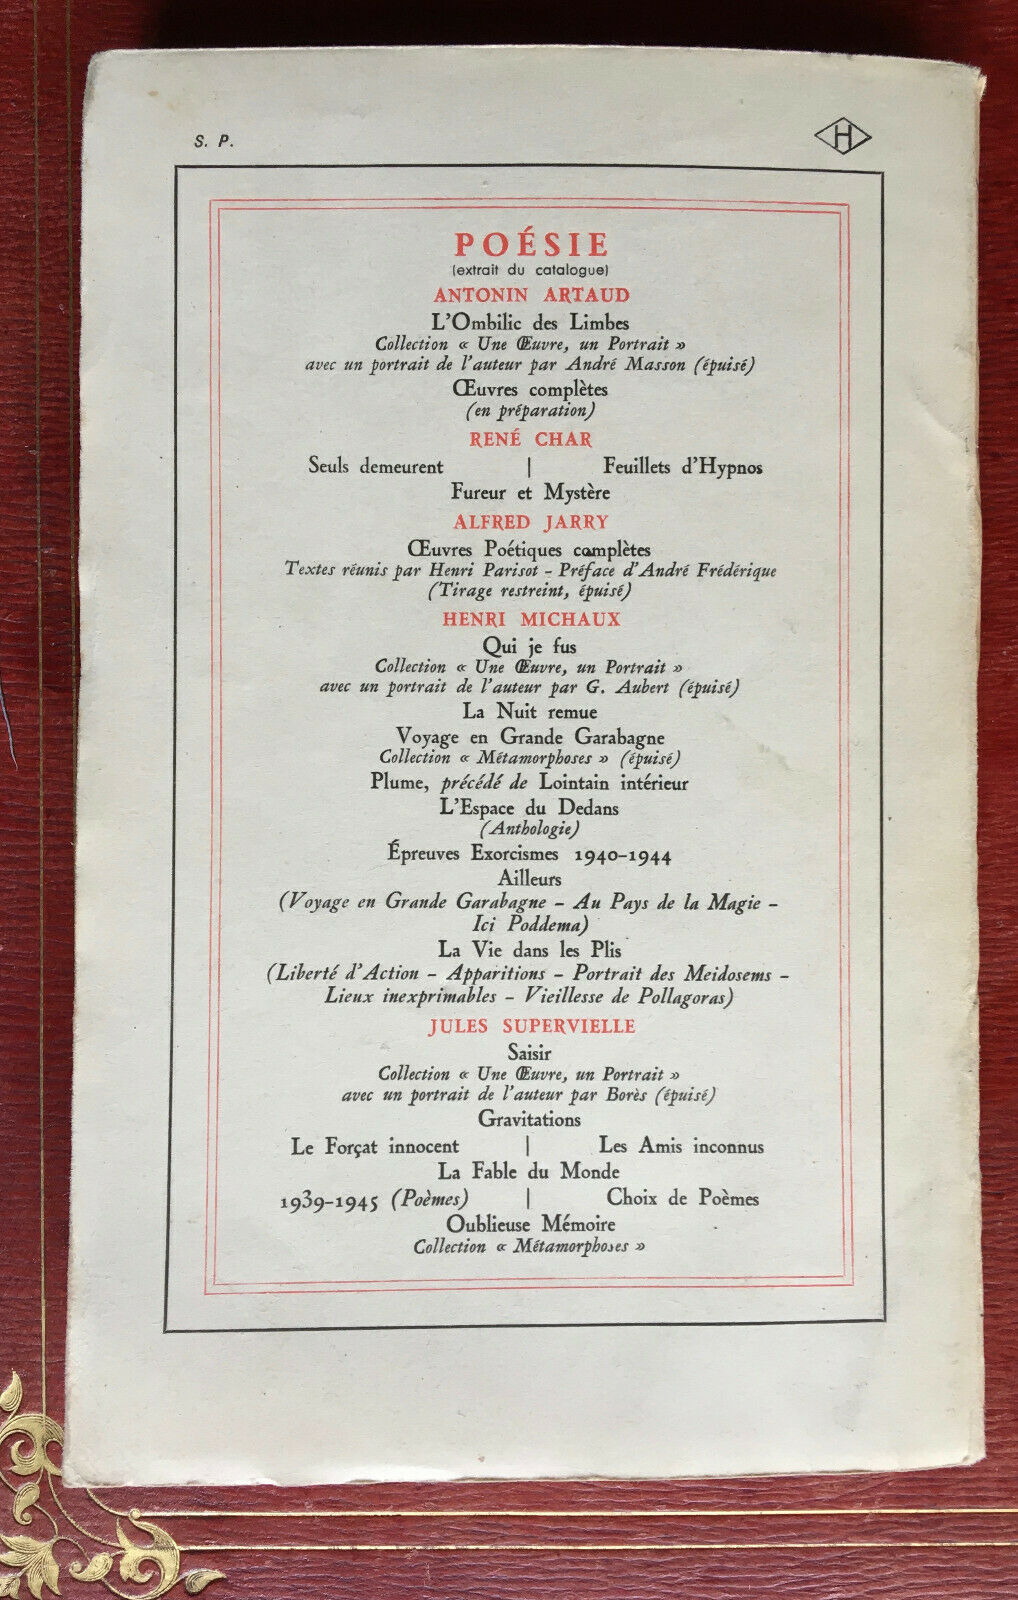 S. P.
H
POÉSIE
(extrait du catalogue)
ANTONIN ARTAUD
L'Ombilic des Limbes
Collection « Une Œuvre, un Portrait »
avec un portrait de l'auteur par André Masson (épuisé)
Œuvres complètes
(en préparation)
RENÉ CHAR
Seuls demeurent | Feuillets d'Hypnos
Fureur et Mystère
ALFRED JARRY
Œuvres Poétiques complètes
Textes réunis par Henri Parisot - Préface d'André Frédérique
(Tirage restreint, épuisé)
HENRI MICHAUX
Qui je fus
Collection « Une Œuvre, un Portrait »
avec un portrait de l'auteur par G. Aubert (épuisé)
La Nuit remue
Voyage en Grande Garabagne
Collection « Métamorphoses » (épuisé)
Plume, précédé de Lointain intérieur
L'Espace du Dedans
(Anthologie)
Épreuves Exorcismes 1940-1944
Ailleurs
(Voyage en Grande Garabagne - Au Pays de la Magie -
Ici Poddema)
La Vie dans les Plis
(Liberté d'Action - Apparitions - Portrait des Meidosems -
Lieux inexprimables - Vieillesse de Pollagoras)
JULES SUPERVIELLE
Saisir
Collection « Une Œuvre, un Portrait »
avec un portrait de l'auteur par Borès (épuisé)
Gravitations
Le Forçat innocent | Les Amis inconnus
La Fable du Monde
1939-1945 (Poèmes) | Choix de Poèmes
Oublieuse Mémoire
Collection « Métamorphoses »